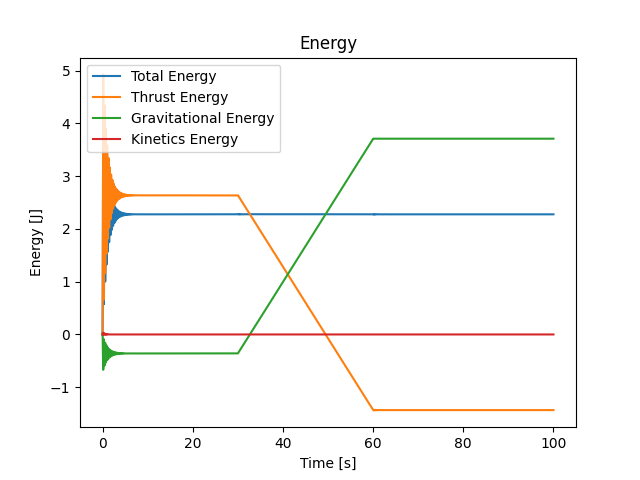 Energy
Total Energy
Thrust Energy
Gravitational Energy
Kinetics Energy
Energy [J]
5
4
3
2
1
0
−1
0 20 40 60 80 100
Time [s]